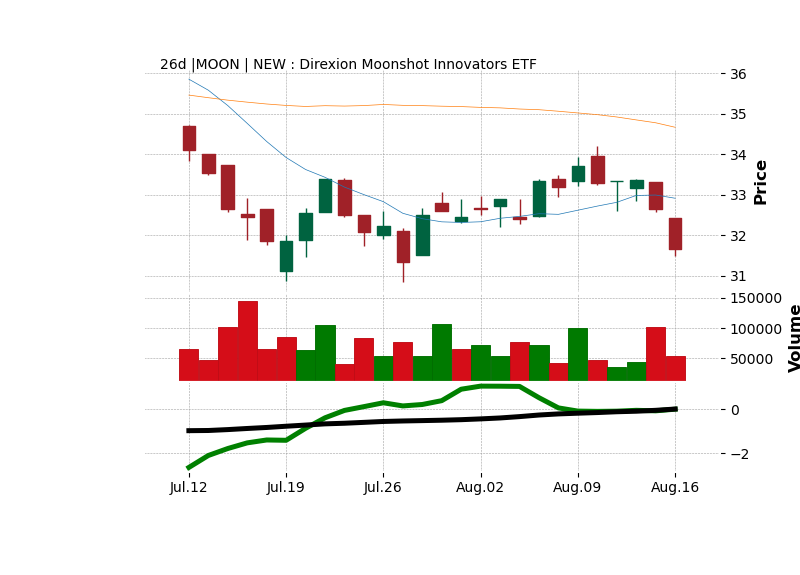 26d |MOON | NEW : Direxion Moonshot Innovators ETF
36
35
34
33
32
31
Price
150000
100000
50000
Volume
0
−2
Jul.12 Jul.19 Jul.26 Aug.02 Aug.09 Aug.16